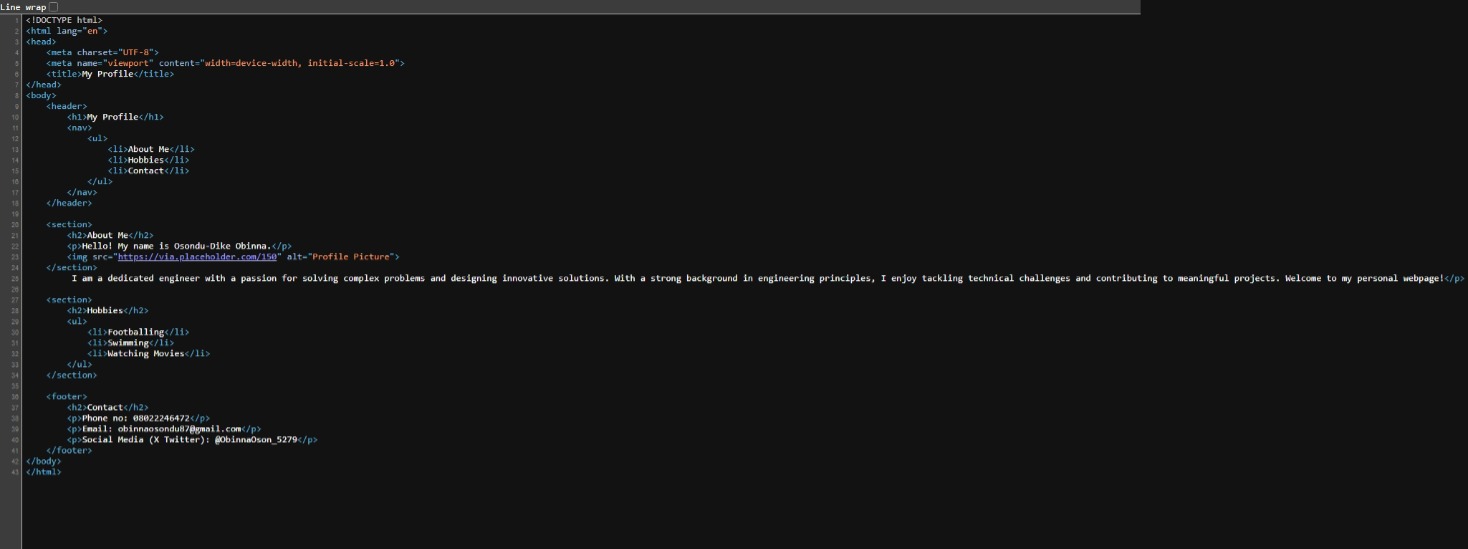 Line wrap
1 <!DOCTYPE html>
2 <html lang="en">
3 <head>
4 <meta charset="UTF-8">
5 <meta name="viewport" content="width=device-width, initial-scale=1.0">
6 <title>My Profile</title>
7 </head>
8 <body>
9 <header>
10 <h1>My Profile</h1>
11 <nav>
12 <ul>
13 <li>About Me</li>
14 <li>Hobbies</li>
15 <li>Contact</li>
16 </ul>
17 </nav>
18 </header>
19
20 <section>
21 <h2>About Me</h2>
22 <p>Hello! My name is Osondu-Dike Obinna.</p>
23 <img src="https://via.placeholder.com/150" alt="Profile Picture">
24 </section>
25 I am a dedicated engineer with a passion for solving complex problems and designing innovative solutions. With a strong background in engineering principles, I enjoy tackling technical challenges and contributing to meaningful projects. Welcome to my personal webpage!</p>
26
27 <section>
28 <h2>Hobbies</h2>
29 <ul>
30 <li>Footballing</li>
31 <li>Swimming</li>
32 <li>Watching Movies</li>
33 </ul>
34 </section>
35
36 <footer>
37 <h2>Contact</h2>
38 <p>Phone no: 08022246472</p>
39 <p>Email: obinnaosondu87@gmail.com</p>
40 <p>Social Media (X Twitter): @ObinnaOson_5279</p>
41 </footer>
42 </body>
43 </html>